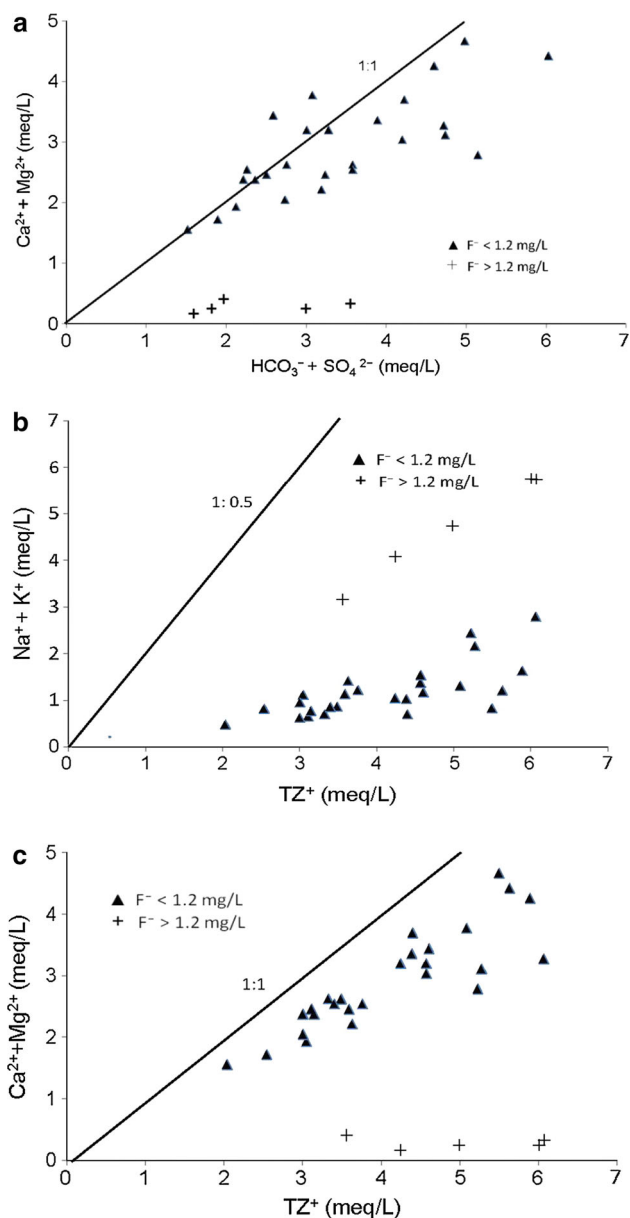 a
5
4
3
2
1
0
Ca²⁺+ Mg²⁺ (meq/L)
1:1
▲ F⁻ < 1.2 mg/L
+ F⁻ > 1.2 mg/L
0 1 2 3 4 5 6 7
HCO₃⁻ + SO₄²⁻ (meq/L)
b
7
6
5
4
3
2
1
0
Na⁺ + K⁺ (meq/L)
▲ F⁻ < 1.2 mg/L
+ F⁻ > 1.2 mg/L
1: 0.5
0 1 2 3 4 5 6 7
TZ⁺ (meq/L)
c
5
4
3
2
1
0
Ca²⁺+Mg²⁺ (meq/L)
▲ F⁻ < 1.2 mg/L
+ F⁻ > 1.2 mg/L
1:1
0 1 2 3 4 5 6 7
TZ⁺ (meq/L)